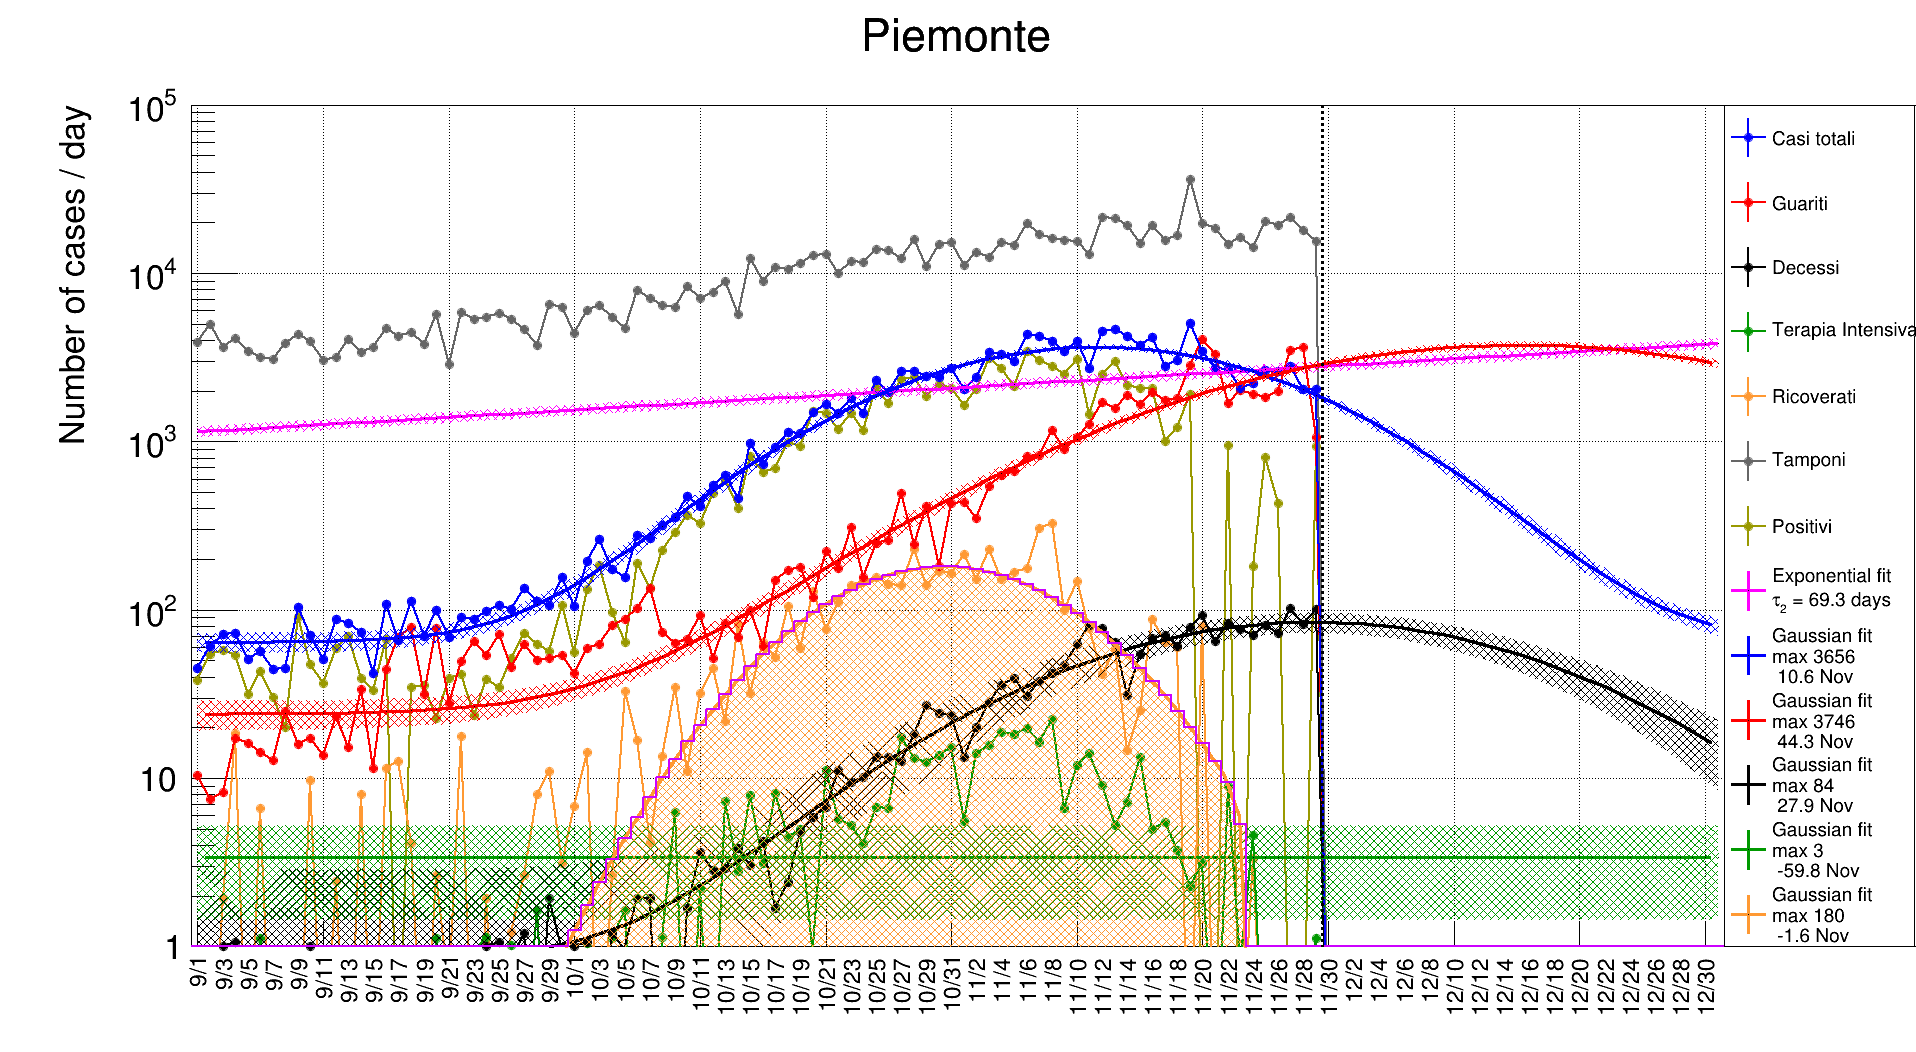 Piemonte
Number of cases / day
10^5
10^4
10^3
10^2
10
1
9/1
9/3
9/5
9/7
9/9
9/11
9/13
9/15
9/17
9/19
9/21
9/23
9/25
9/27
9/29
10/1
10/3
10/5
10/7
10/9
10/11
10/13
10/15
10/17
10/19
10/21
10/23
10/25
10/27
10/29
10/31
11/2
11/4
11/6
11/8
11/10
11/12
11/14
11/16
11/18
11/20
11/22
11/24
11/26
11/28
11/30
12/2
12/4
12/6
12/8
12/10
12/12
12/14
12/16
12/18
12/20
12/22
12/24
12/26
12/28
12/30
Casi totali
Guariti
Decessi
Terapia Intensiva
Ricoverati
Tamponi
Positivi
Exponential fit
τ₂ = 69.3 days
Gaussian fit
max 3656
10.6 Nov
Gaussian fit
max 3746
44.3 Nov
Gaussian fit
max 84
27.9 Nov
Gaussian fit
max 3
-59.8 Nov
Gaussian fit
max 180
-1.6 Nov